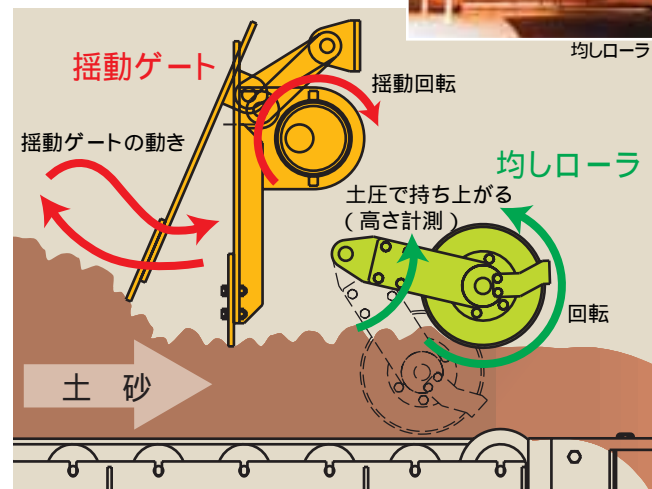 均しローラ
揺動ゲート
揺動回転
揺動ゲートの動き
均しローラ
土圧で持ち上がる
(高さ計測)
回転
土 砂